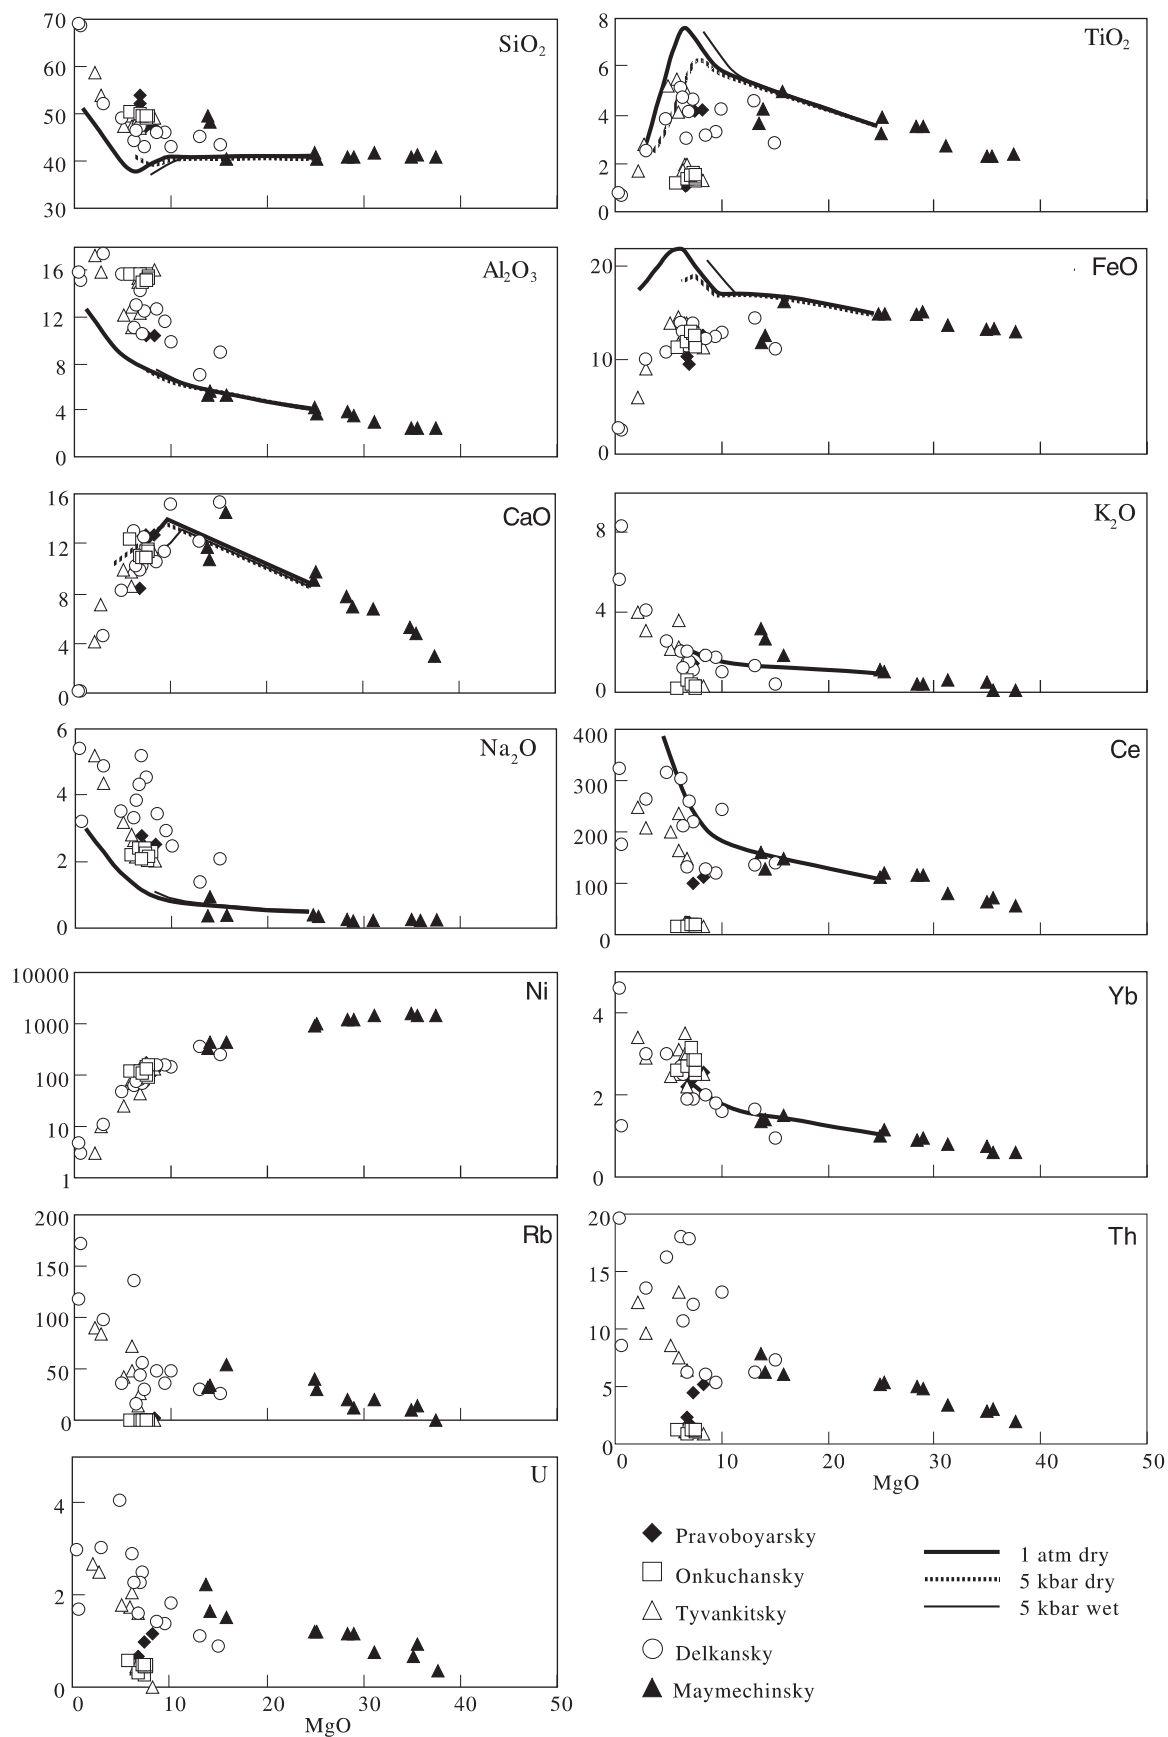 70
60
50
40
30
SiO2
8
6
4
2
0
TiO2
16
12
8
4
0
Al2O3
20
10
0
FeO
16
12
8
4
0
CaO
8
4
0
K2O
6
4
2
0
Na2O
400
300
200
100
0
Ce
10000
1000
100
10
1
Ni
4
2
0
Yb
200
150
100
50
0
Rb
20
15
10
5
0
Th
0 10 20 30 40 50
MgO
4
2
0
U
0 10 20 30 40 50
MgO
Pravoboyarsky
Onkuchansky
Tyvankitsky
Delkansky
Maymechinsky
1 atm dry
5 kbar dry
5 kbar wet